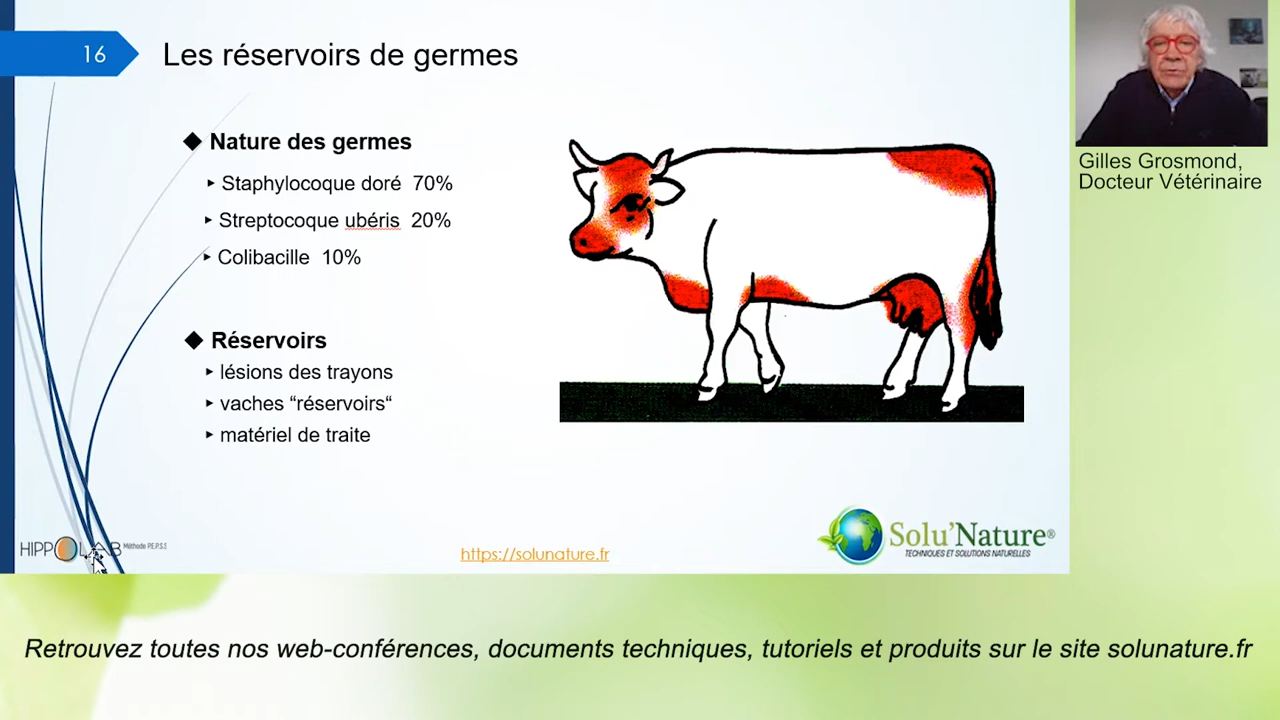 16
Les réservoirs de germes
Nature des germes
Staphylocoque doré 70%
Streptocoque ubéris 20%
Colibacille 10%
Réservoirs
lésions des trayons
vaches “réservoirs“
matériel de traite
HIPPOLAB Méthode P.E.P.S.S
https://solunature.fr
Solu'Nature®
TECHNIQUES ET SOLUTIONS NATURELLES
Gilles Grosmond,
Docteur Vétérinaire
Retrouvez toutes nos web-conférences, documents techniques, tutoriels et produits sur le site solunature.fr